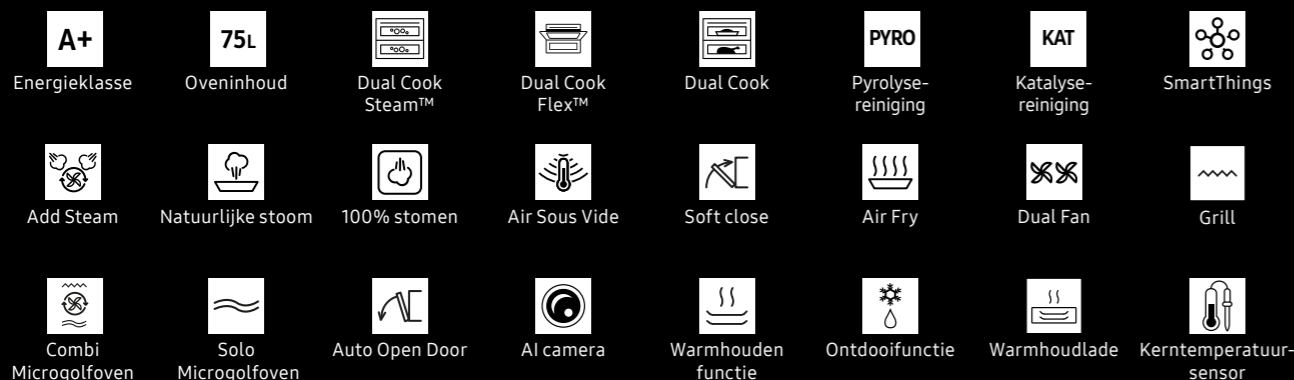 A+
75L
PYRO
KAT
Energieklasse
Oveninhoud
Dual Cook
Steam™
Dual Cook
Flex™
Dual Cook
Pyrolyse-
reiniging
Katalyse-
reiniging
SmartThings
Add Steam
Natuurlijke stoom
100% stomen
Air Sous Vide
Soft close
Air Fry
Dual Fan
Grill
Combi
Microgolfoven
Solo
Microgolfoven
Auto Open Door
AI camera
Warmhouden
functie
Ontdooifunctie
Warmhoudlade
Kerntemperatuur-
sensor